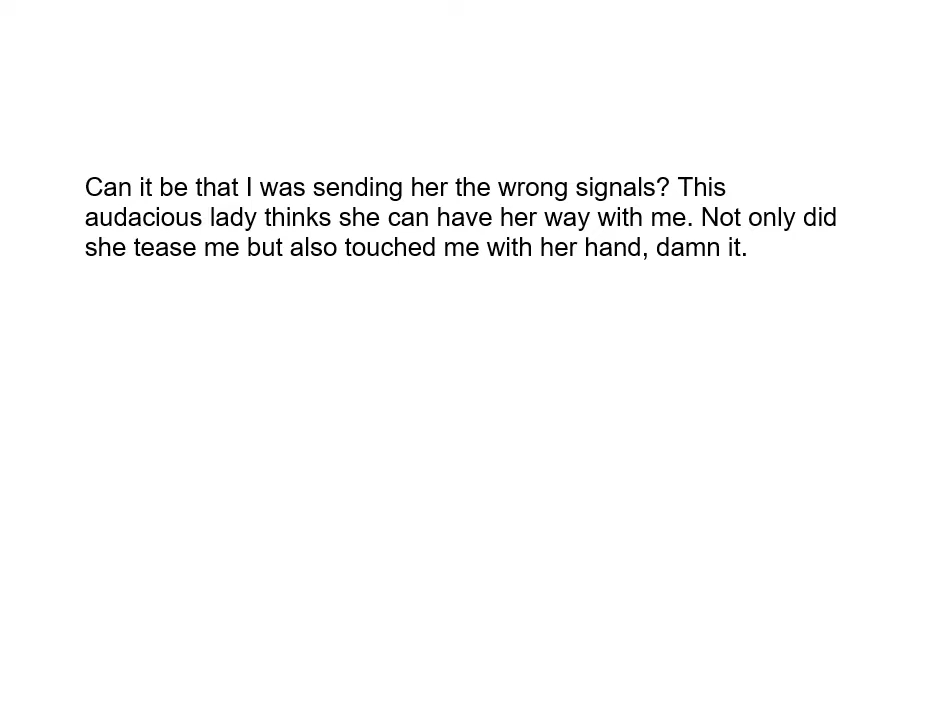 Can it be that I was sending her the wrong signals? This
audacious lady thinks she can have her way with me. Not only did
she tease me but also touched me with her hand, damn it.